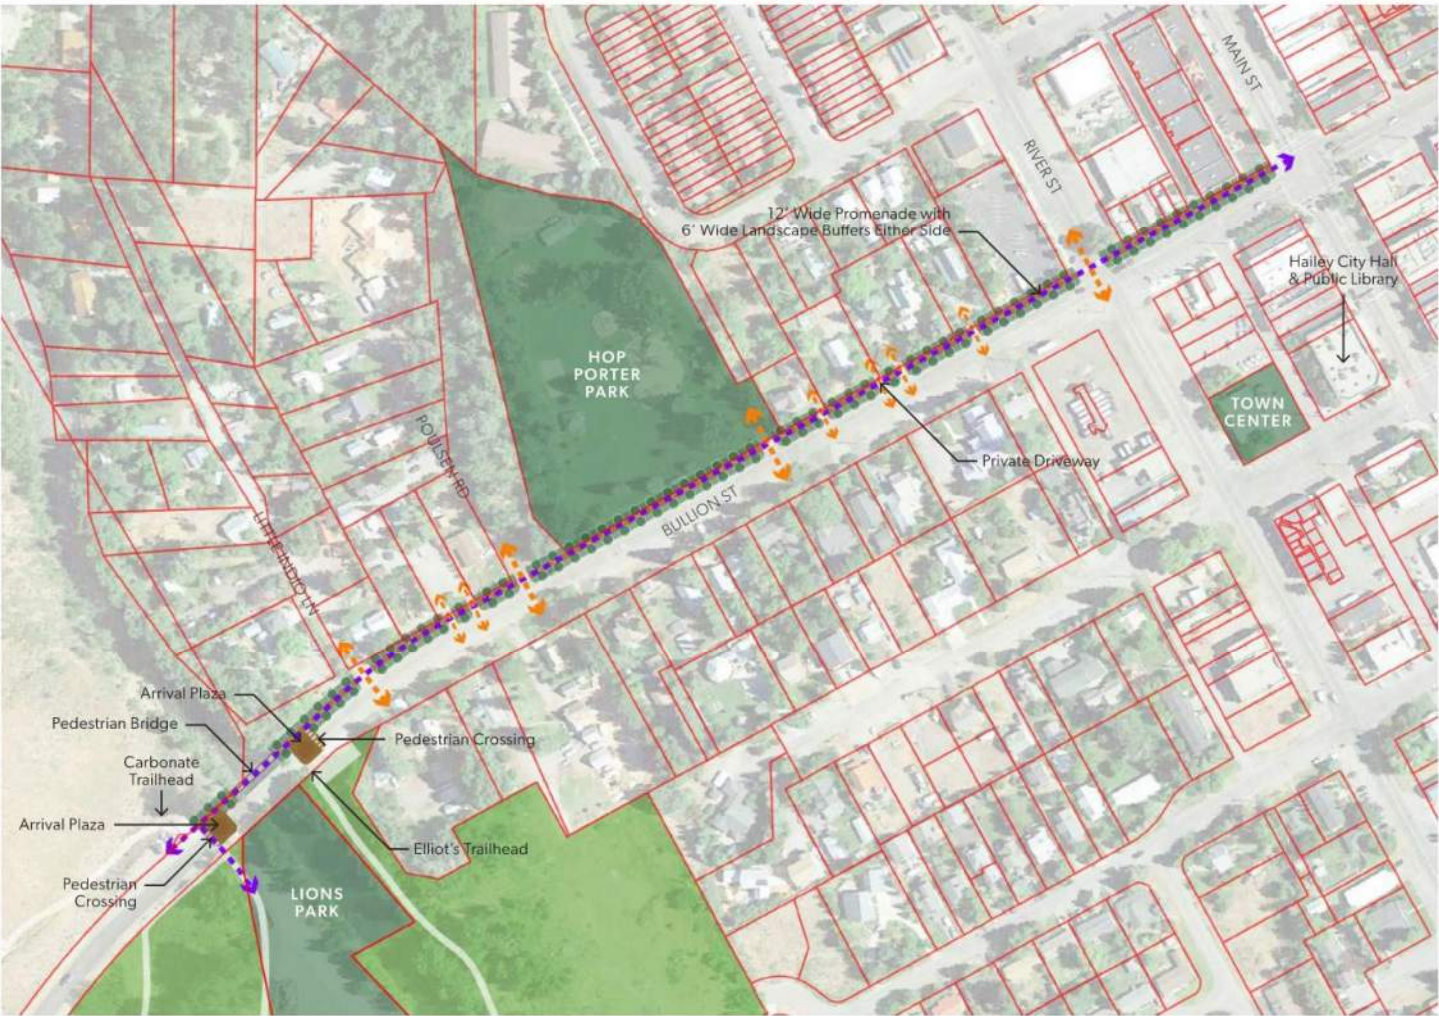 MAIN ST
RIVER ST
12' Wide Promenade with
6' Wide Landscape Buffers Either Side
Hailey City Hall
& Public Library
HOP
PORTER
PARK
TOWN
CENTER
POULSEN RD
Private Driveway
BULLION ST
LITTLE INDIO LN
Arrival Plaza
Pedestrian Bridge
Pedestrian Crossing
Carbonate
Trailhead
Arrival Plaza
Elliot's Trailhead
Pedestrian
Crossing
LIONS
PARK